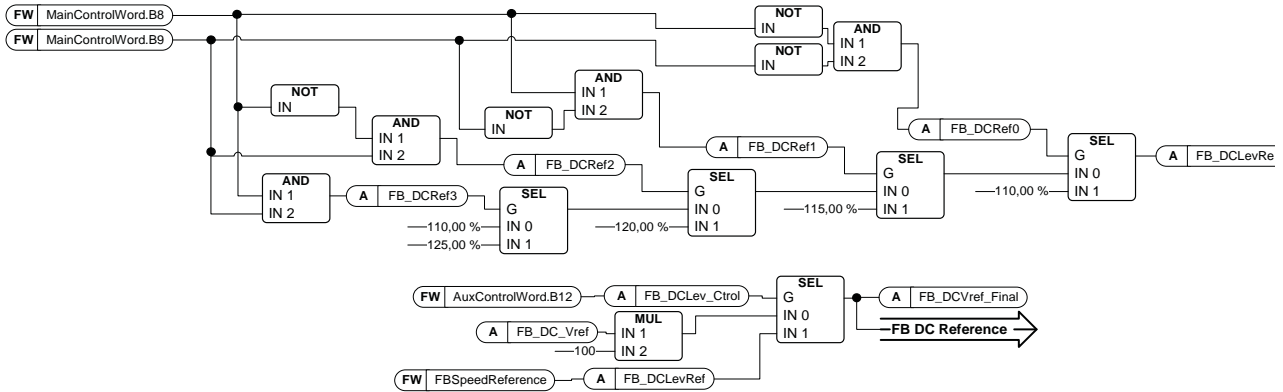 FW MainControlWord.B8
FW MainControlWord.B9
NOT
IN
NOT
IN
AND
IN 1
IN 2
NOT
IN
AND
IN 1
IN 2
NOT
IN
AND
IN 1
IN 2
A FB_DCRef0
A FB_DCRef1
A FB_DCRef2
AND
IN 1
IN 2
A FB_DCRef3
SEL
G
IN 0
IN 1
110,00 %
125,00 %
SEL
G
IN 0
IN 1
120,00 %
SEL
G
IN 0
IN 1
115,00 %
SEL
G
IN 0
IN 1
110,00 %
A FB_DCLevRe
FW AuxControlWord.B12
A FB_DCLev_Ctrol
SEL
G
IN 0
IN 1
A FB_DCVref_Final
FB DC Reference
A FB_DC_Vref
MUL
IN 1
IN 2
100
FW FBSpeedReference
A FB_DCLevRef